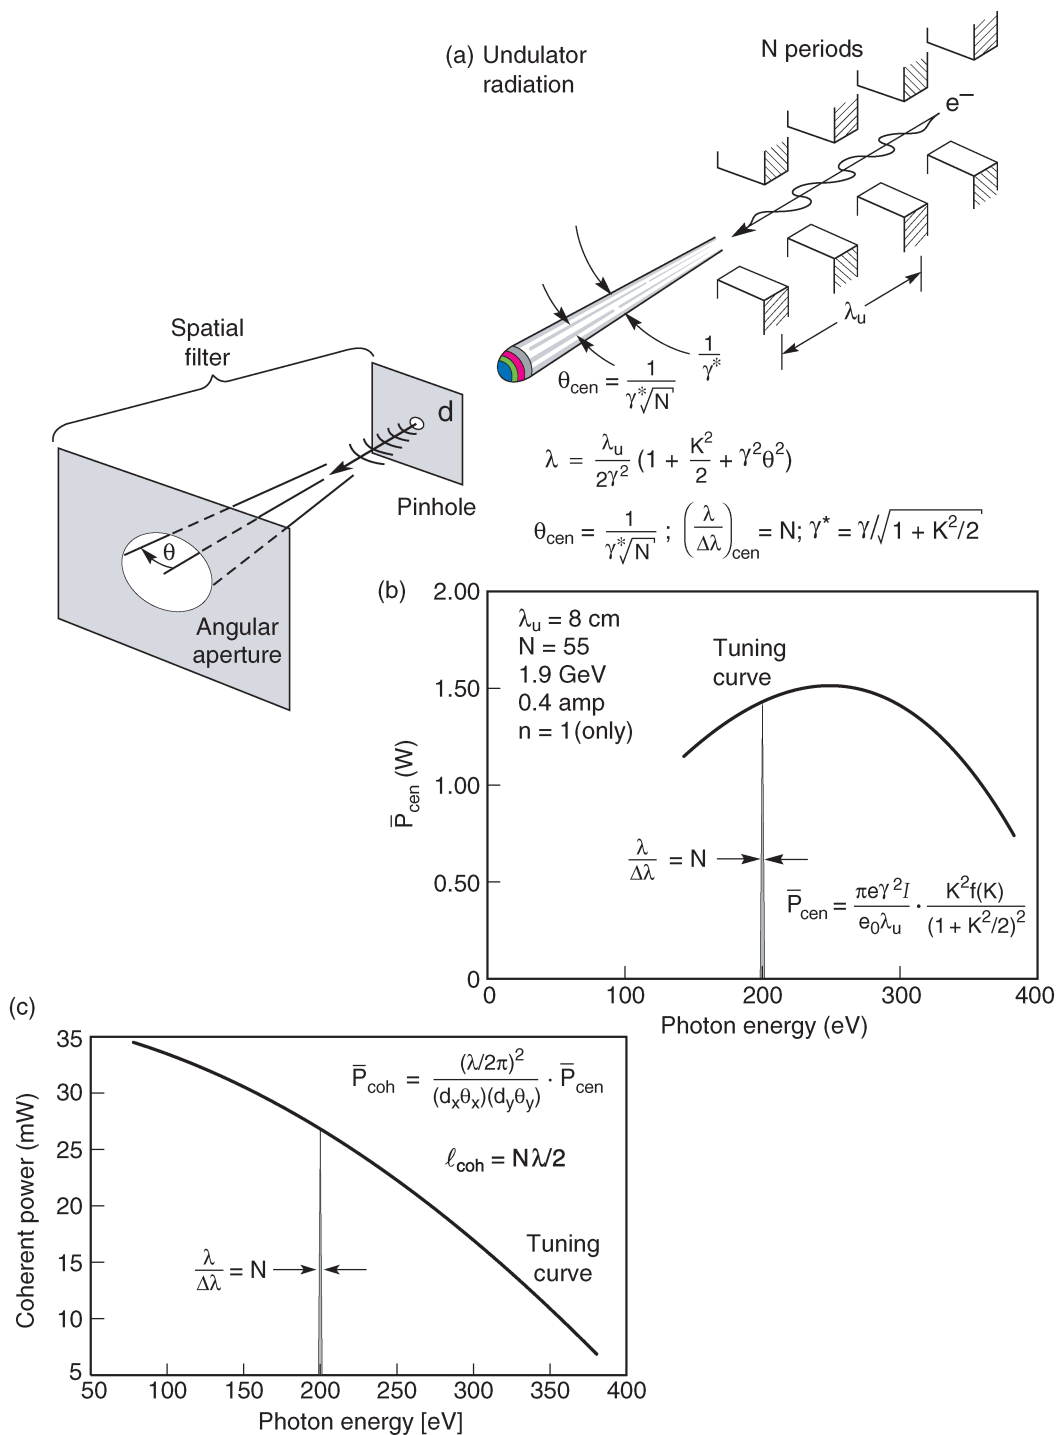 (a) Undulator
radiation
N periods
e⁻
λu
1/γ*
θcen = 1/(γ*√N)
Spatial
filter
d
Pinhole
θ
Angular
aperture
λ = λu/2γ² (1 + K²/2 + γ²θ²)
θcen = 1/(γ*√N) ; (λ/Δλ)cen = N; γ* = γ/√(1 + K²/2)
(b)
2.00
1.50
1.00
0.50
0
P̄cen (W)
λu = 8 cm
N = 55
1.9 GeV
0.4 amp
n = 1(only)
Tuning
curve
λ/Δλ = N
P̄cen = πeγ²I/e₀λu · K²f(K)/(1 + K²/2)²
0 100 200 300 400
Photon energy (eV)
(c)
35
30
25
20
15
10
5
Coherent power (mW)
P̄coh = (λ/2π)²/(dxθx)(dyθy) · P̄cen
ℓcoh = Nλ/2
λ/Δλ = N
Tuning
curve
50 100 150 200 250 300 350 400
Photon energy [eV]